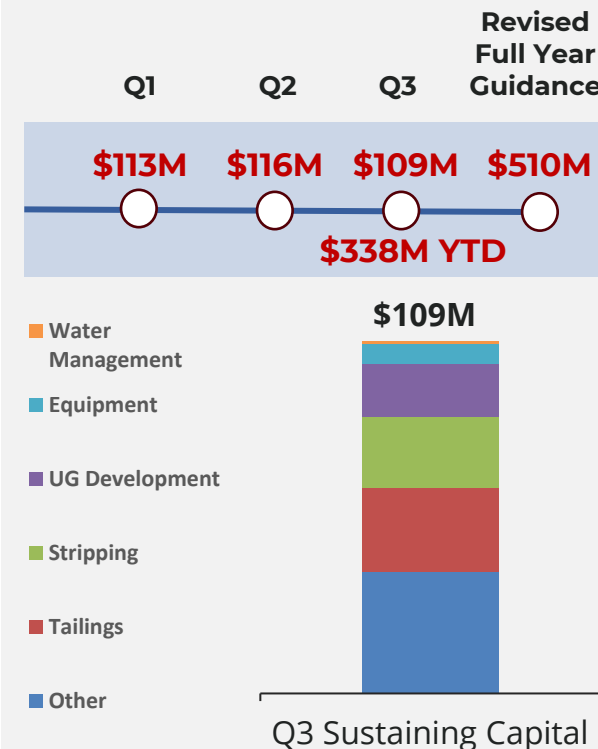 Revised
Full Year
Q1 Q2 Q3 Guidance
$113M $116M $109M $510M
$338M YTD
$109M
Water
Management
Equipment
UG Development
Stripping
Tailings
Other
Q3 Sustaining Capital